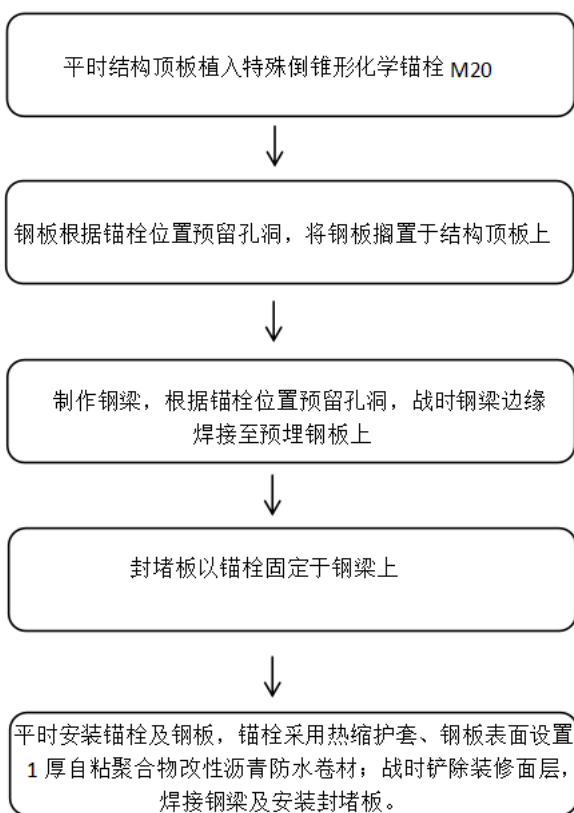 平时结构顶板植入特殊倒锥形化学锚栓 M20
钢板根据锚栓位置预留孔洞，将钢板搁置于结构顶板上
制作钢梁，根据锚栓位置预留孔洞，战时钢梁边缘
焊接至预埋钢板上
封堵板以锚栓固定于钢梁上
平时安装锚栓及钢板，锚栓采用热缩护套、钢板表面设置
1 厚自粘聚合物改性沥青防水卷材；战时铲除装修面层，
焊接钢梁及安装封堵板。